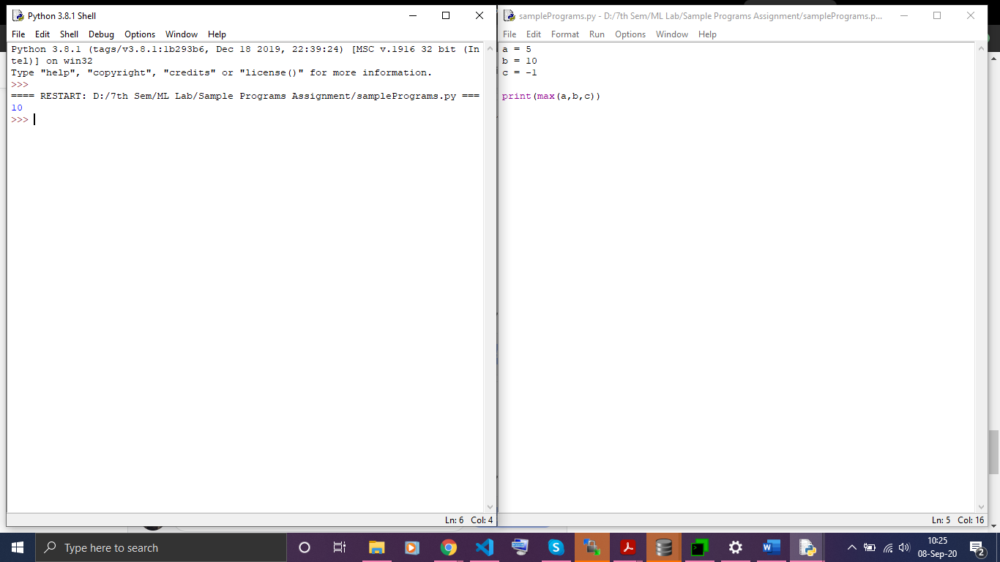 Python 3.8.1 Shell
File Edit Shell Debug Options Window Help
Python 3.8.1 (tags/v3.8.1:1b293b6, Dec 18 2019, 22:39:24) [MSC v.1916 32 bit (In
tel)] on win32
Type "help", "copyright", "credits" or "license()" for more information.
>>>
==== RESTART: D:/7th Sem/ML Lab/Sample Programs Assignment/samplePrograms.py ===
10
>>>
Ln: 6 Col: 4
samplePrograms.py - D:/7th Sem/ML Lab/Sample Programs Assignment/samplePrograms.p...
File Edit Format Run Options Window Help
a = 5
b = 10
c = -1
print(max(a,b,c))
Ln: 5 Col: 16
Type here to search
10:25
08-Sep-20
2